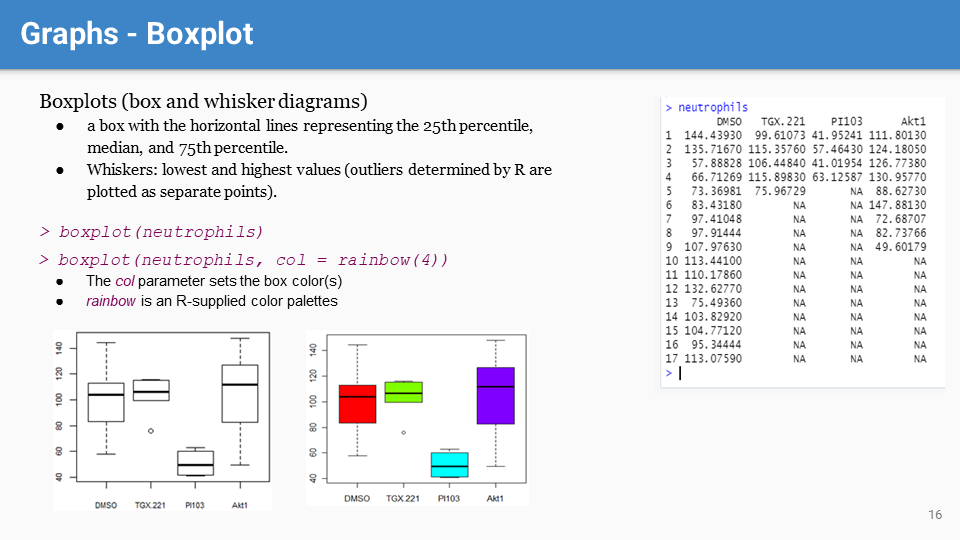 Graphs - Boxplot
Boxplots (box and whisker diagrams)
● a box with the horizontal lines representing the 25th percentile,
median, and 75th percentile.
● Whiskers: lowest and highest values (outliers determined by R are
plotted as separate points).
> boxplot(neutrophils)
> boxplot(neutrophils, col = rainbow(4))
● The col parameter sets the box color(s)
● rainbow is an R-supplied color palettes
140
120
100
80
60
40
DMSO TGX.221 PI103 Akt1
140
120
100
80
60
40
DMSO TGX.221 PI103 Akt1
> neutrophils
DMSO TGX.221 PI103 Akt1
1 144.43930 99.61073 41.95241 111.80130
2 135.71670 115.35760 57.46430 124.18050
3 57.88828 106.44840 41.01954 126.77380
4 66.71269 115.89830 63.12587 130.95770
5 73.36981 75.96729 NA 88.62730
6 83.43180 NA NA 147.88130
7 97.41048 NA NA 72.68707
8 97.91444 NA NA 82.73766
9 107.97630 NA NA 49.60179
10 113.44100 NA NA NA
11 110.17860 NA NA NA
12 132.62770 NA NA NA
13 75.49360 NA NA NA
14 103.82920 NA NA NA
15 104.77120 NA NA NA
16 95.34444 NA NA NA
17 113.07590 NA NA NA
>
16